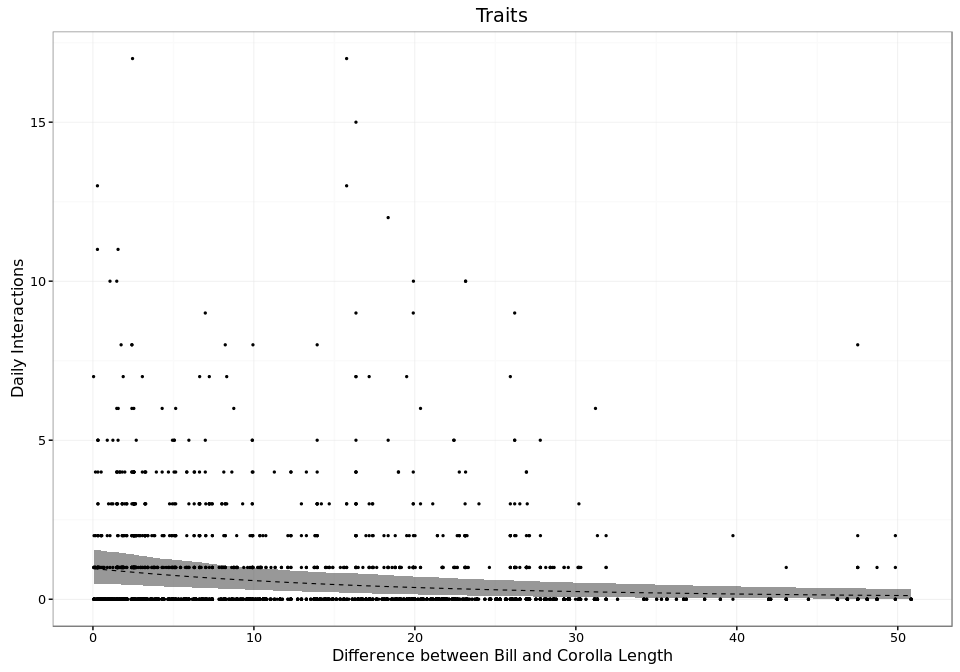 Traits
15
10
5
0
Daily Interactions
0 10 20 30 40 50
Difference between Bill and Corolla Length